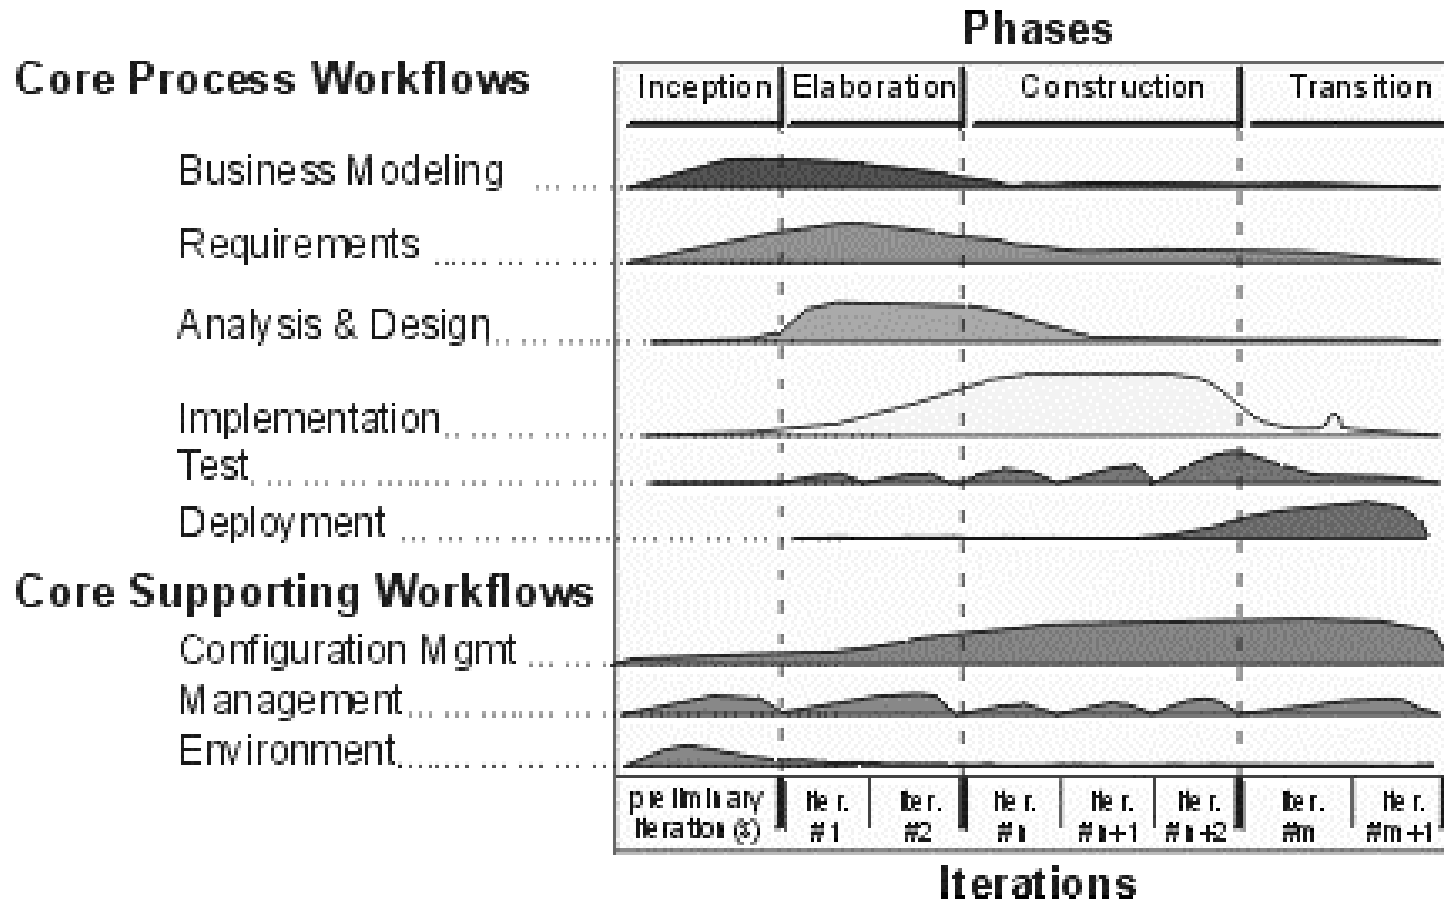 Phases
Core Process Workflows
Inception Elaboration Construction Transition
Business Modeling
Requirements
Analysis & Design
Implementation
Test
Deployment
Core Supporting Workflows
Configuration Mgmt
Management
Environment
preliminary iteration(s)
Iter. #1
Iter. #2
Iter. #n
Iter. #n+1
Iter. #n+2
Iter. #m
Iter. #m+1
Iterations